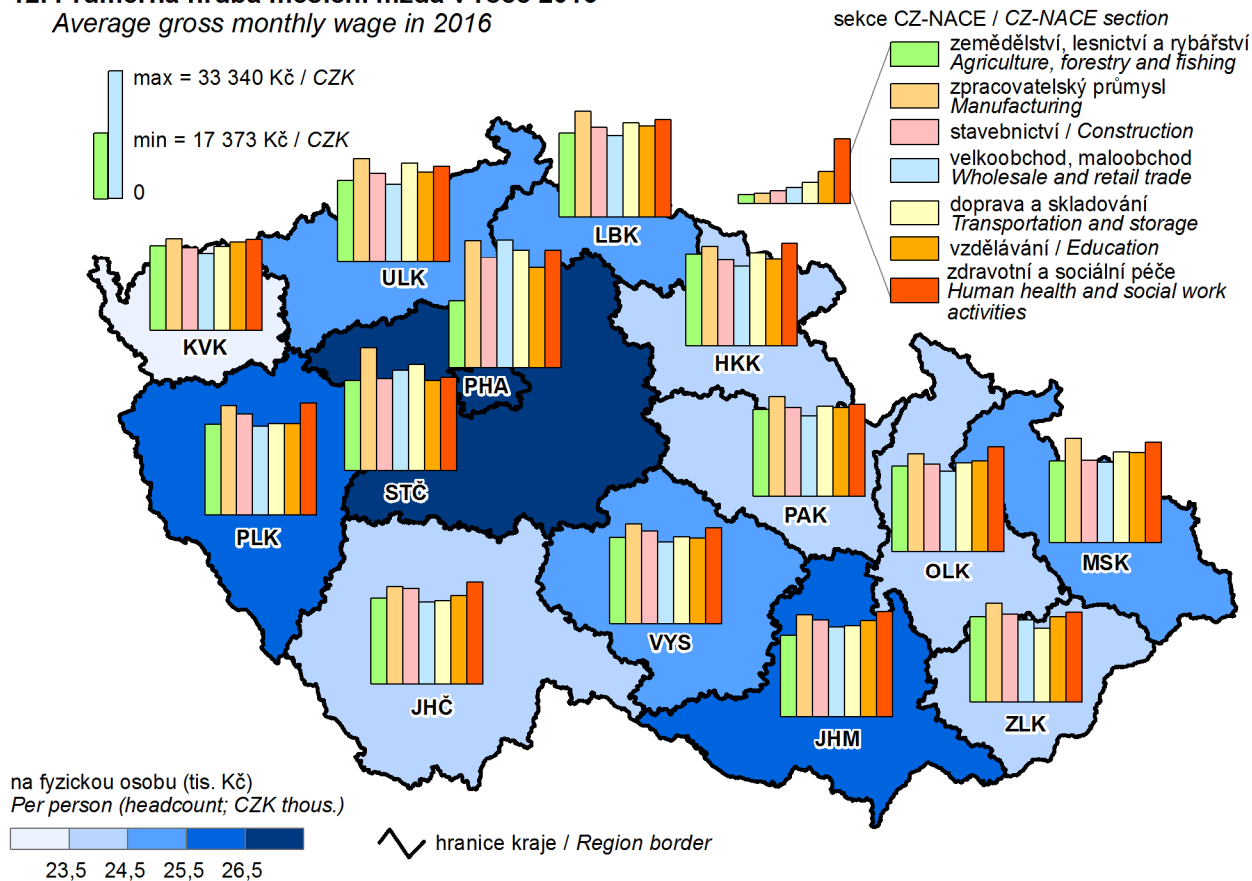 Average gross monthly wage in 2016
sekce CZ-NACE / CZ-NACE section
max = 33 340 Kč / CZK
min = 17 373 Kč / CZK
0
zemědělství, lesnictví a rybářství
Agriculture, forestry and fishing
zpracovatelský průmysl
Manufacturing
stavebnictví / Construction
velkoobchod, maloobchod
Wholesale and retail trade
doprava a skladování
Transportation and storage
vzdělávání / Education
zdravotní a sociální péče
Human health and social work
activities
LBK
ULK
KVK
HKK
PHA
STČ
PAK
PLK
OLK
MSK
VYS
JHČ
ZLK
JHM
na fyzickou osobu (tis. Kč)
Per person (headcount; CZK thous.)
23,5 24,5 25,5 26,5
hranice kraje / Region border